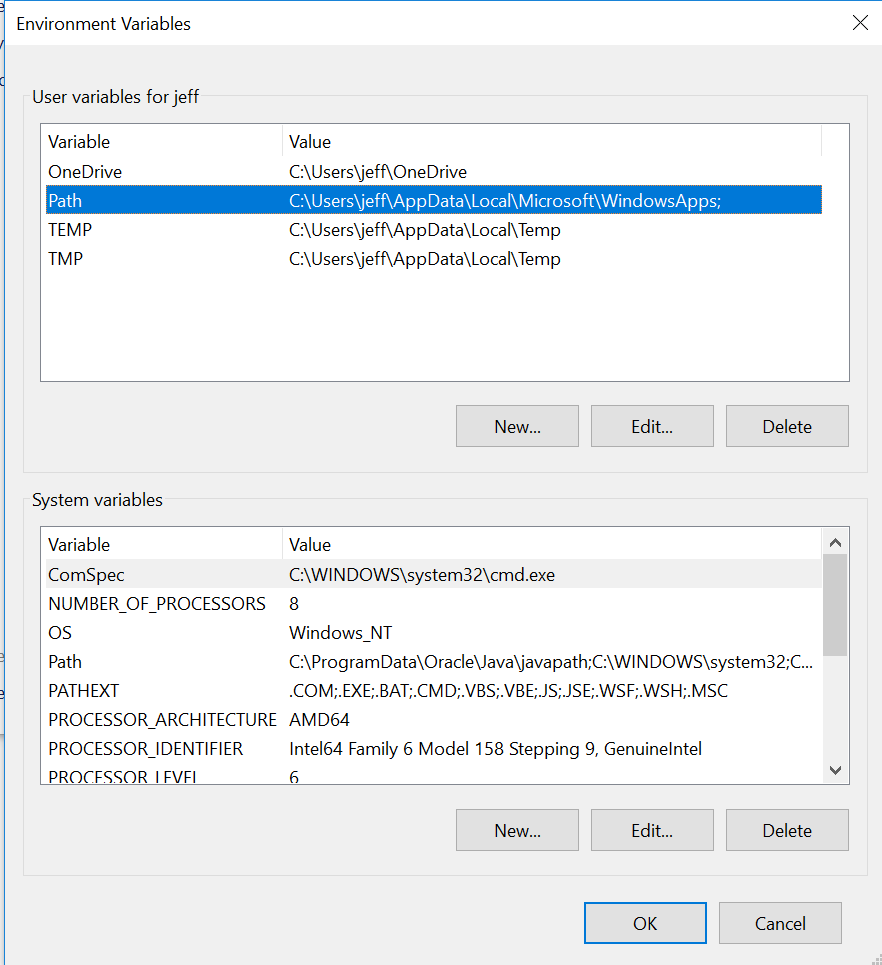 Environment Variables
User variables for jeff
Variable Value
OneDrive C:\Users\jeff\OneDrive
Path C:\Users\jeff\AppData\Local\Microsoft\WindowsApps;
TEMP C:\Users\jeff\AppData\Local\Temp
TMP C:\Users\jeff\AppData\Local\Temp
New... Edit... Delete
System variables
Variable Value
ComSpec C:\WINDOWS\system32\cmd.exe
NUMBER_OF_PROCESSORS 8
OS Windows_NT
Path C:\ProgramData\Oracle\Java\javapath;C:\WINDOWS\system32;C...
PATHEXT .COM;.EXE;.BAT;.CMD;.VBS;.VBE;.JS;.JSE;.WSF;.WSH;.MSC
PROCESSOR_ARCHITECTURE AMD64
PROCESSOR_IDENTIFIER Intel64 Family 6 Model 158 Stepping 9, GenuineIntel
PROCESSOR_LEVEL 6
New... Edit... Delete
OK Cancel